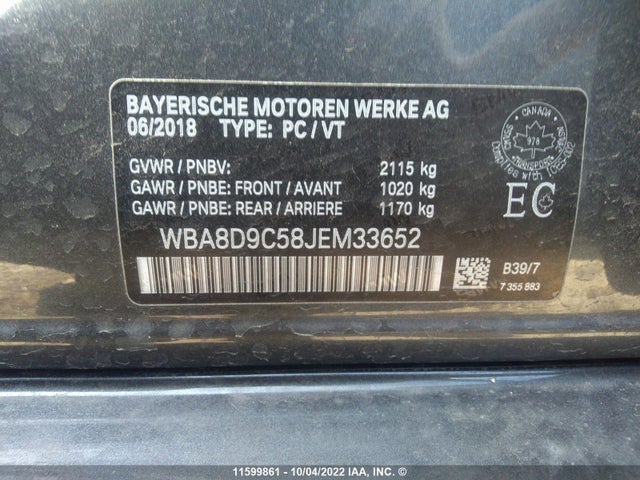 BAYERISCHE MOTOREN WERKE AG
06/2018 TYPE: PC / VT
GVWR / PNBV: 2115 kg
GAWR / PNBE: FRONT / AVANT 1020 kg
GAWR / PNBE: REAR / ARRIERE 1170 kg
WBA8D9C58JEM33652
CANADA
978
TRANSPORT
EC
B39/7
7 355 883
11599861 - 10/04/2022 IAA, INC. ©